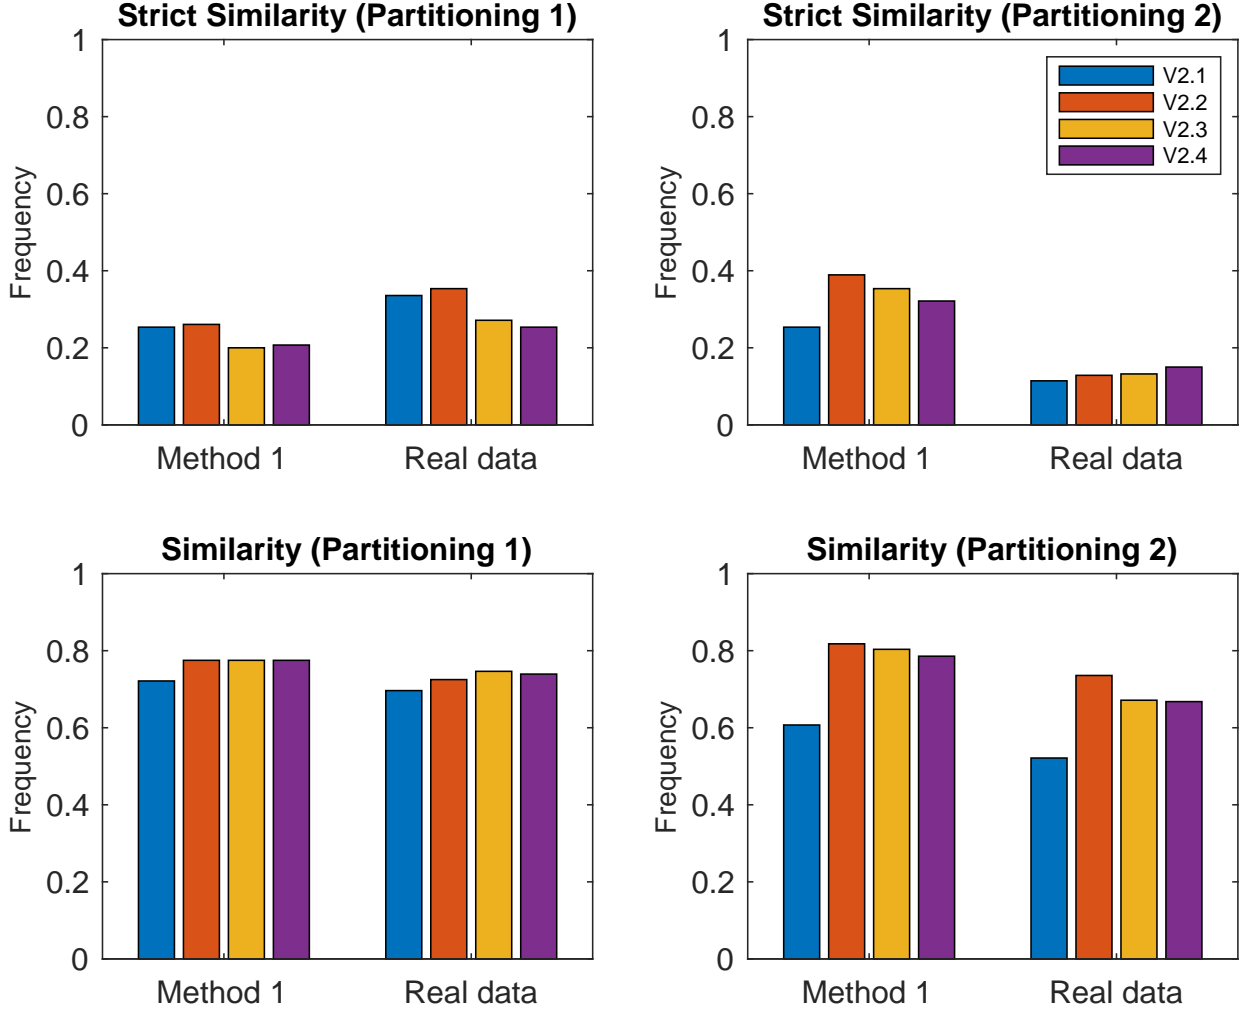 Strict Similarity (Partitioning 1)
1
0.8
0.6
0.4
0.2
0
Frequency
Method 1
Real data
Strict Similarity (Partitioning 2)
1
0.8
0.6
0.4
0.2
0
Frequency
V2.1
V2.2
V2.3
V2.4
Method 1
Real data
Similarity (Partitioning 1)
1
0.8
0.6
0.4
0.2
0
Frequency
Method 1
Real data
Similarity (Partitioning 2)
1
0.8
0.6
0.4
0.2
0
Frequency
Method 1
Real data